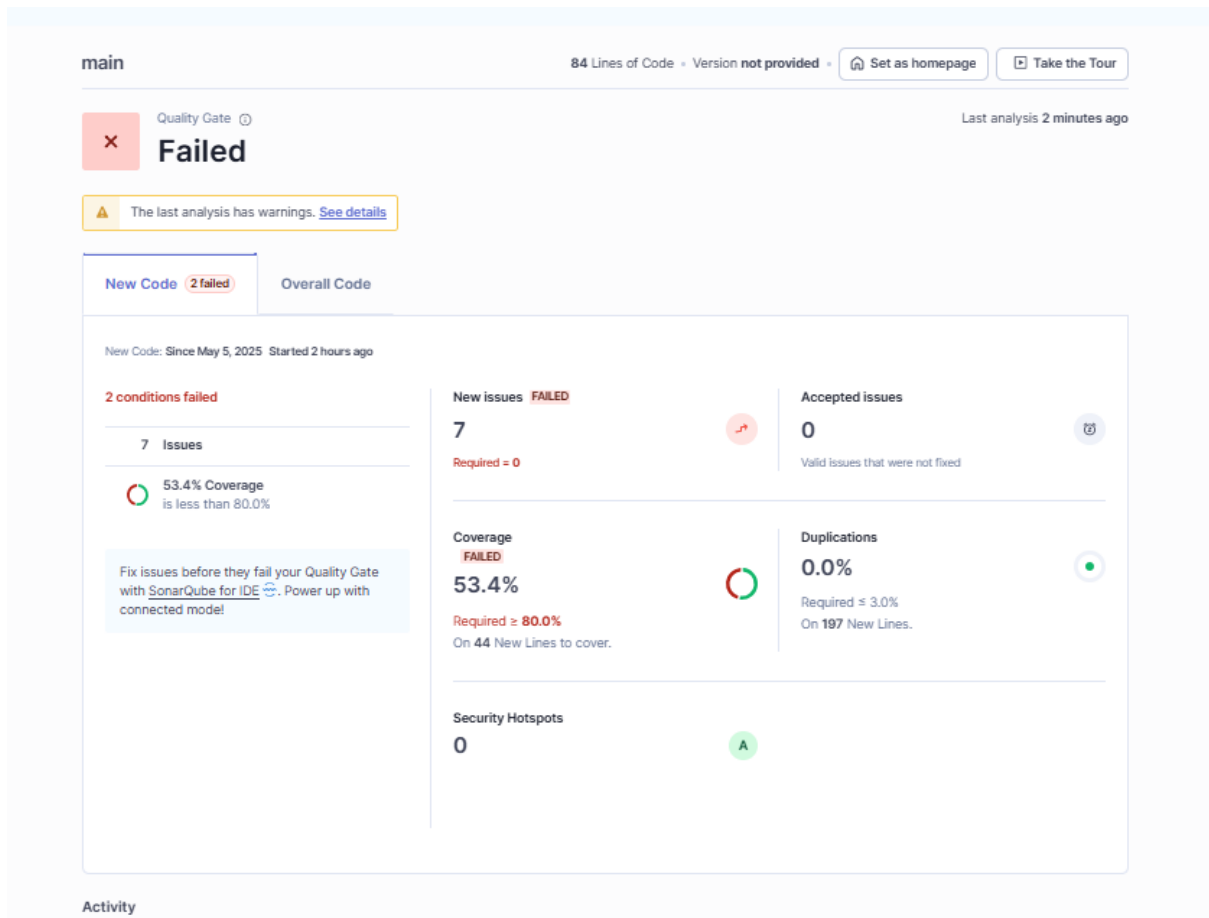 main
84 Lines of Code • Version not provided • Set as homepage Take the Tour
Quality Gate
Failed
Last analysis 2 minutes ago
The last analysis has warnings. See details
New Code 2 failed Overall Code
New Code: Since May 5, 2025 Started 2 hours ago
2 conditions failed
7 Issues
53.4% Coverage
is less than 80.0%
Fix issues before they fail your Quality Gate
with SonarQube for IDE . Power up with
connected mode!
New issues FAILED
7
Required = 0
Accepted issues
0
Valid issues that were not fixed
Coverage
FAILED
53.4%
Required ≥ 80.0%
On 44 New Lines to cover.
Duplications
0.0%
Required ≤ 3.0%
On 197 New Lines.
Security Hotspots
0
A
Activity